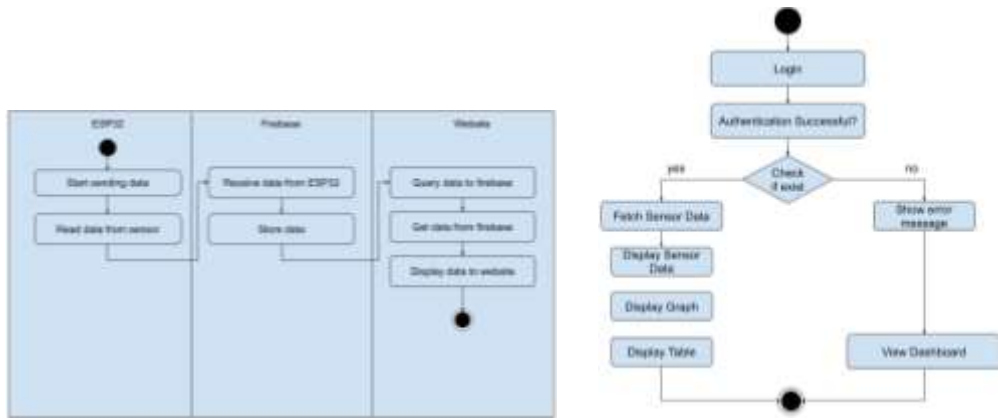 ESP32
Firebase
Website
Start sending data
Read data from sensor
Receive data from ESP32
Store data
Query data to firebase
Get data from firebase
Display data to website
Login
Authentication Successful?
Check
if exist
yes
no
Fetch Sensor Data
Display Sensor
Data
Display Graph
Display Table
Show error
message
View Dashboard